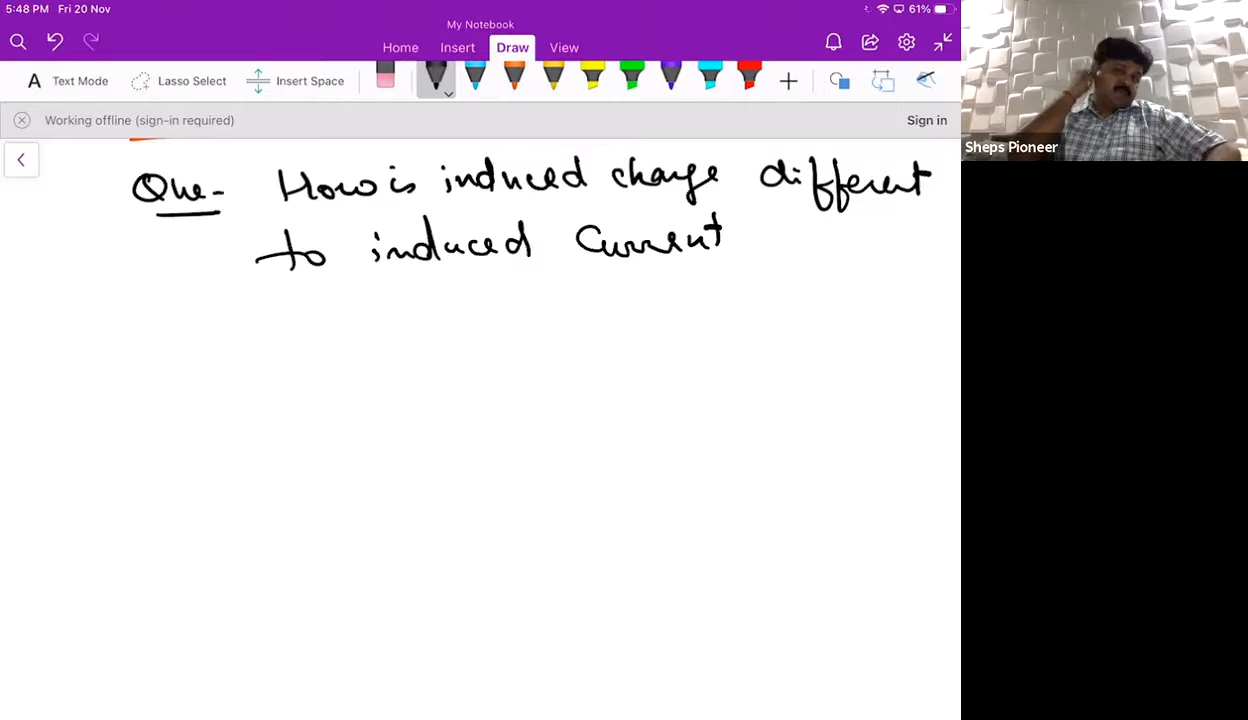 5:48 PM Fri 20 Nov
61%
My Notebook
Home Insert Draw View
A Text Mode Lasso Select Insert Space
Working offline (sign-in required) Sign in
Sheps Pioneer
Que- How is induced charge different
to induced Current